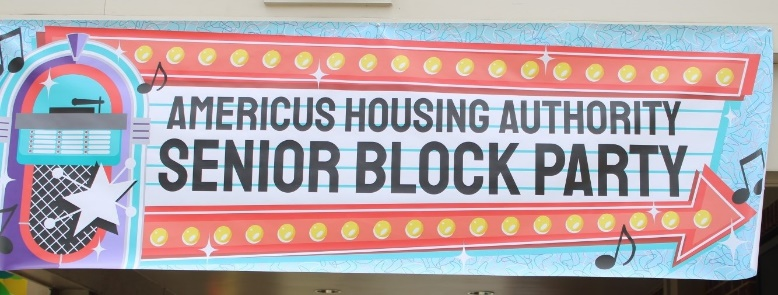 AMERICUS HOUSING AUTHORITY
SENIOR BLOCK PARTY